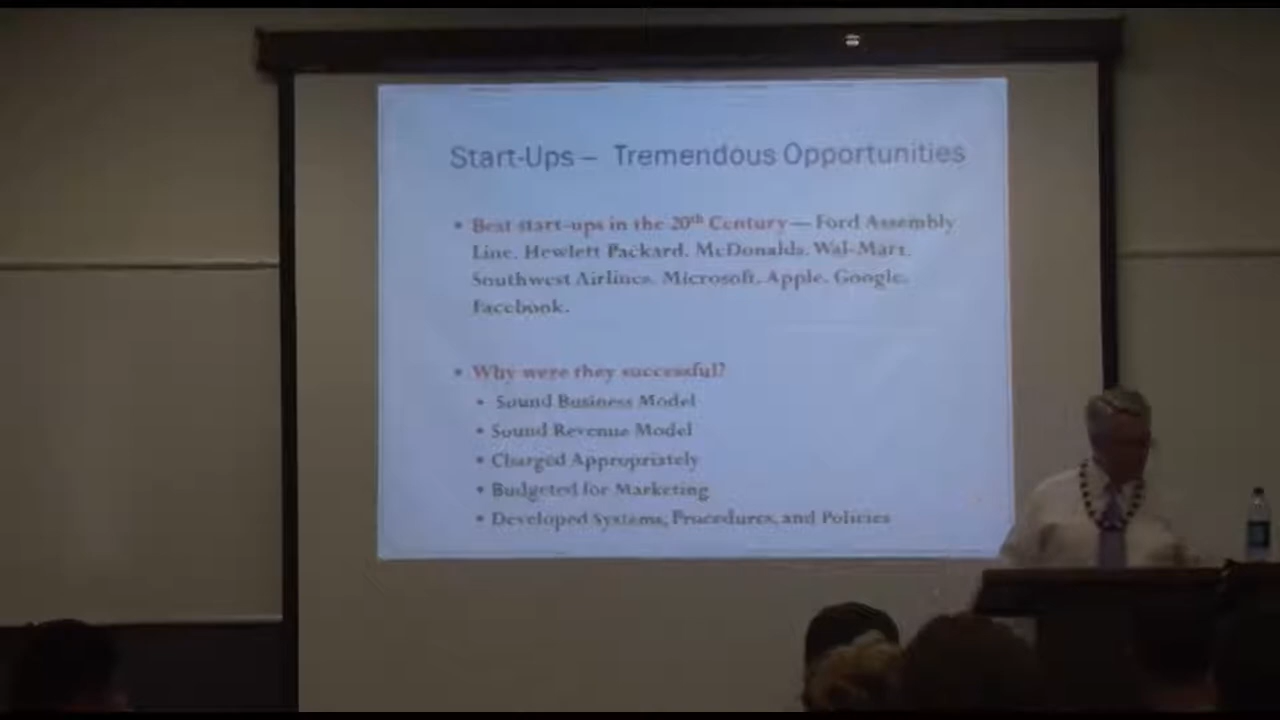 Start-Ups – Tremendous Opportunities
• Best start-ups in the 20th Century — Ford Assembly
Line, Hewlett Packard, McDonalds, Wal-Mart,
Southwest Airlines, Microsoft, Apple, Google,
Facebook.
• Why were they successful?
• Sound Business Model
• Sound Revenue Model
• Charged Appropriately
• Budgeted for Marketing
• Developed Systems, Procedures, and Policies